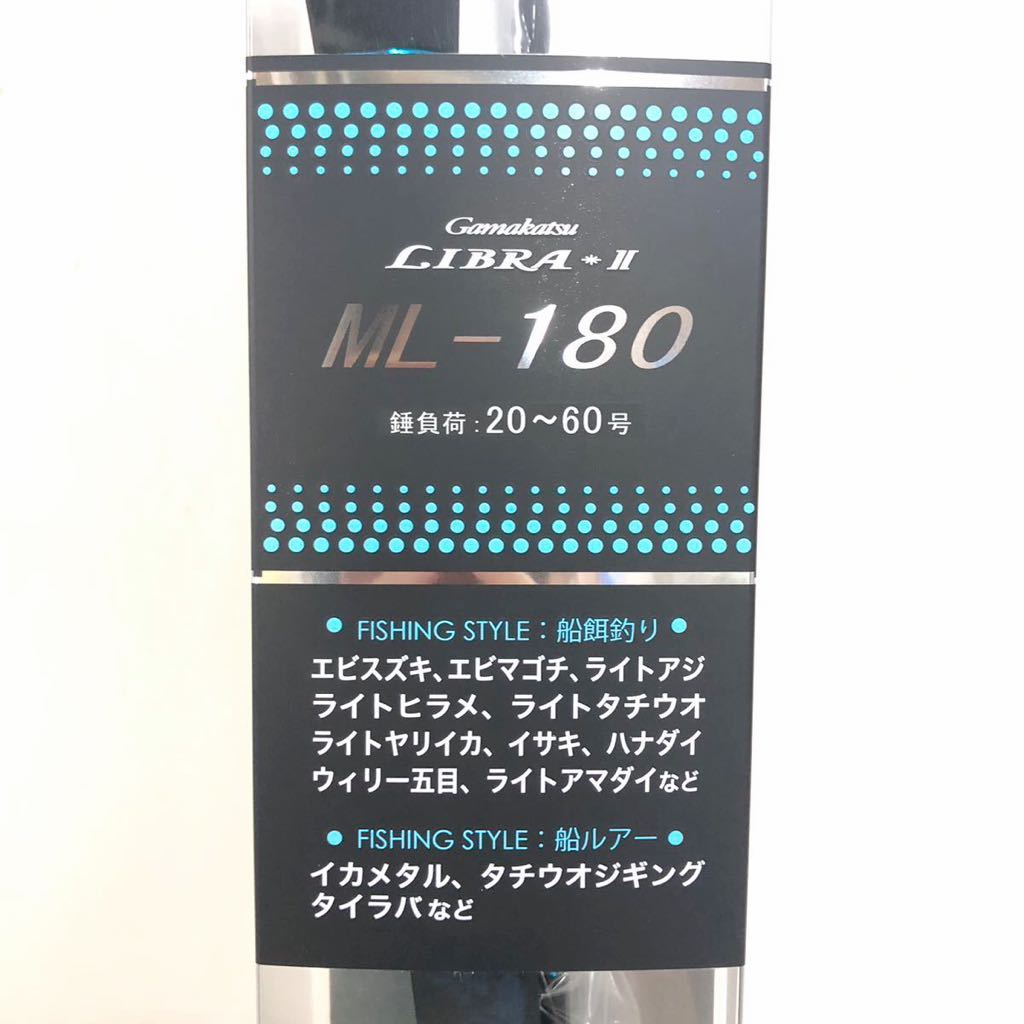 Gamakatsu
LIBRA*II
ML-180
錘負荷:20～60号
● FISHING STYLE：船餌釣り ●
エビスズキ、エビマゴチ、ライトアジ
ライトヒラメ、ライトタチウオ
ライトヤリイカ、イサキ、ハナダイ
ウィリー五目、ライトアマダイなど
● FISHING STYLE：船ルアー ●
イカメタル、タチウオジギング
タイラバなど